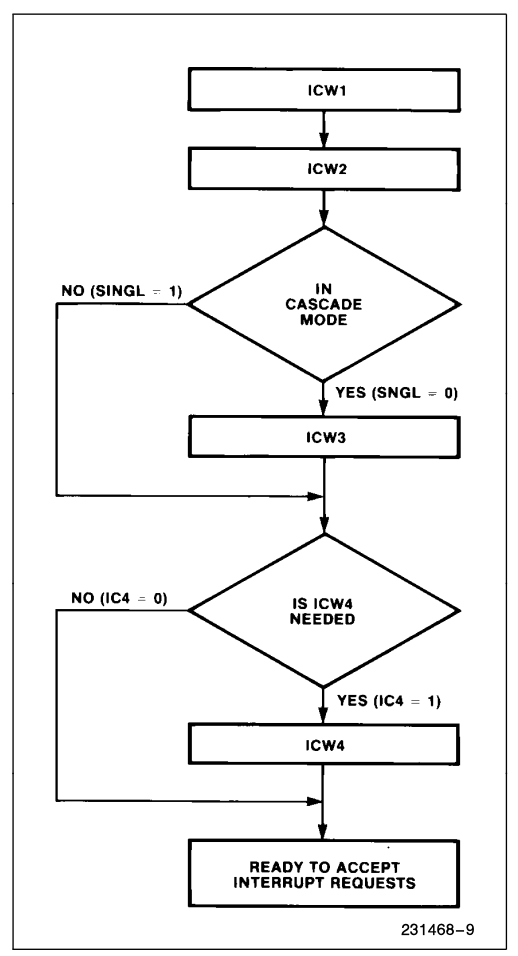 ICW1
ICW2
IN
CASCADE
MODE
NO (SINGL = 1)
YES (SNGL = 0)
ICW3
IS ICW4
NEEDED
NO (IC4 = 0)
YES (IC4 = 1)
ICW4
READY TO ACCEPT
INTERRUPT REQUESTS
231468–9